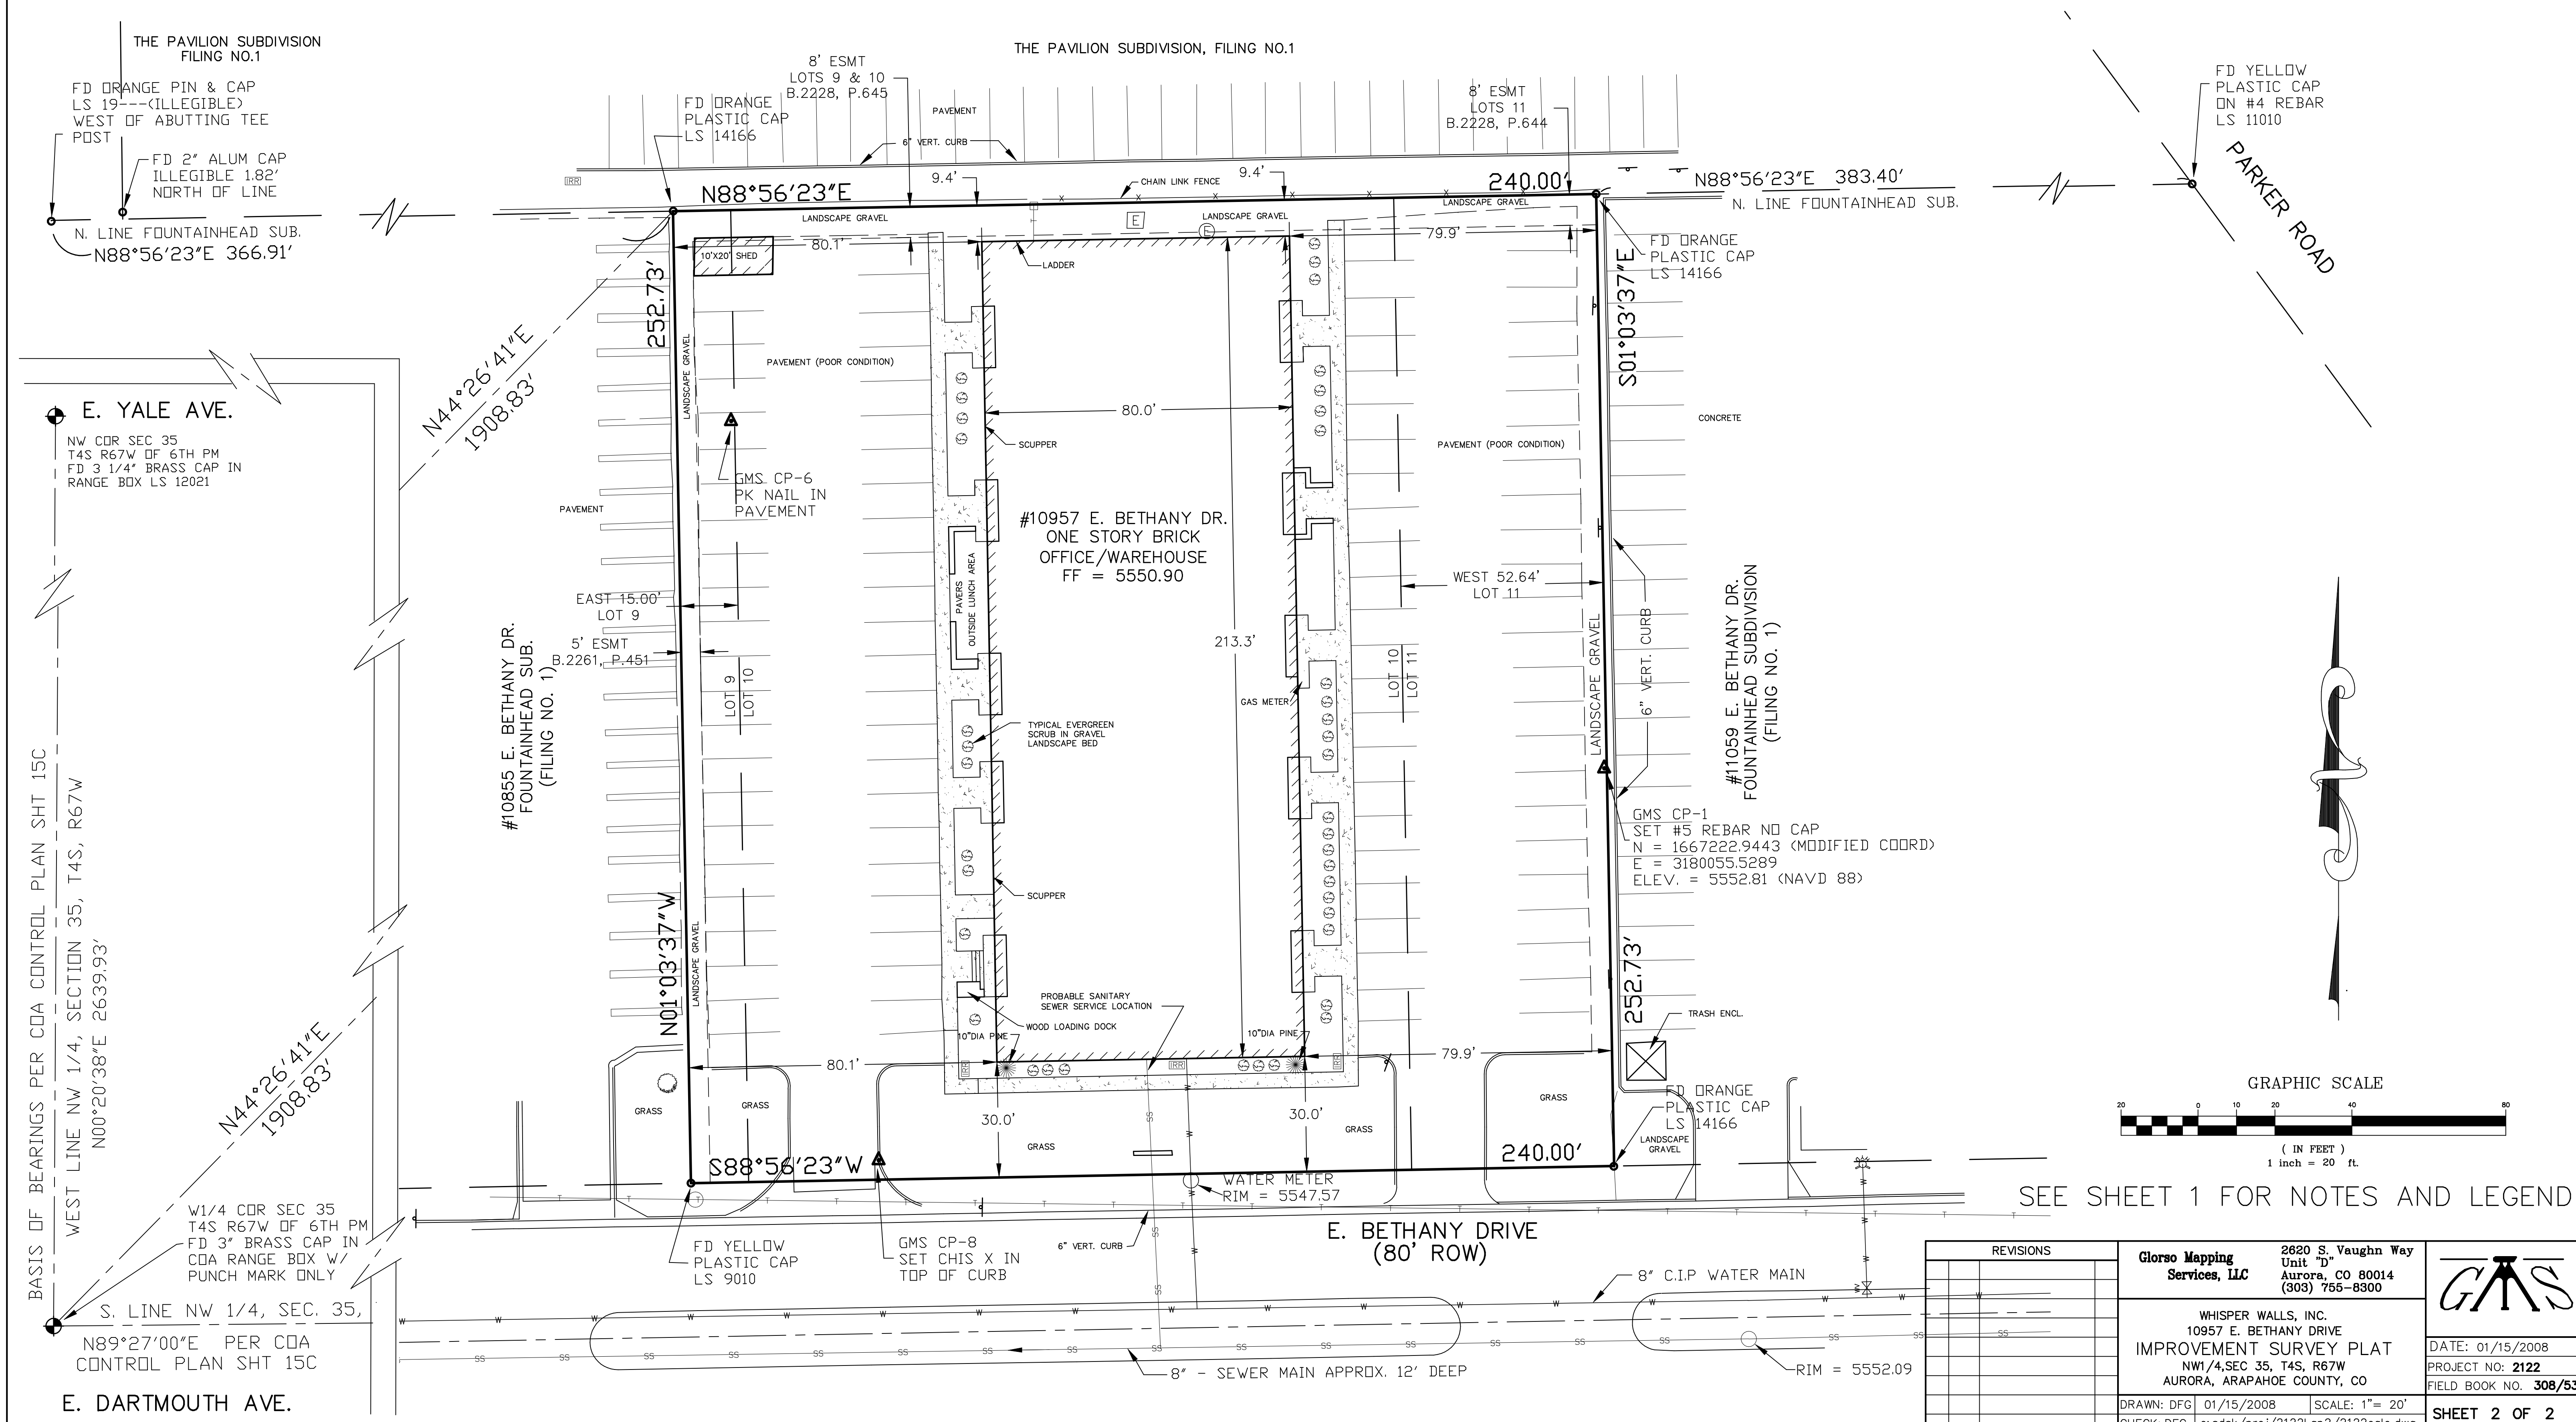 THE PAVILION SUBDIVISION
FILING NO.1
FD ORANGE PIN & CAP
LS 19---(ILLEGIBLE)
WEST OF ABUTTING TEE
POST
FD 2" ALUM CAP
ILLEGIBLE 1.82'
NORTH OF LINE
N. LINE FOUNTAINHEAD SUB.
N88°56'23"E 366.91'
THE PAVILION SUBDIVISION, FILING NO.1
8' ESMT
LOTS 9 & 10
B.2228, P.645
FD ORANGE
PLASTIC CAP
LS 14166
PAVEMENT
6" VERT. CURB
8' ESMT
LOTS 11
B.2228, P.644
FD YELLOW
PLASTIC CAP
ON #4 REBAR
LS 11010
PARKER ROAD
IRR
N88°56'23"E
9.4'
CHAIN LINK FENCE
9.4'
240.00'
N88°56'23"E 383.40'
N. LINE FOUNTAINHEAD SUB.
LANDSCAPE GRAVEL
LANDSCAPE GRAVEL
LANDSCAPE GRAVEL
E
E
80.1'
79.9'
10'X20' SHED
LADDER
FD ORANGE
PLASTIC CAP
LS 14166
252.73'
S01°03'37"E
N44°26'41"E
1908.83'
LANDSCAPE GRAVEL
PAVEMENT (POOR CONDITION)
80.0'
SCUPPER
PAVEMENT (POOR CONDITION)
CONCRETE
E. YALE AVE.
NW COR SEC 35
T4S R67W OF 6TH PM
FD 3 1/4" BRASS CAP IN
RANGE BOX LS 12021
GMS CP-6
PK NAIL IN
PAVEMENT
PAVEMENT
#10957 E. BETHANY DR.
ONE STORY BRICK
OFFICE/WAREHOUSE
FF = 5550.90
PAVERS
OUTSIDE LUNCH AREA
EAST 15.00'
LOT 9
WEST 52.64'
LOT 11
5' ESMT
B.2261, P.451
#10855 E. BETHANY DR.
FOUNTAINHEAD SUB.
(FILING NO. 1)
LOT 9
LOT 10
213.3'
GAS METER
LOT 10
LOT 11
LANDSCAPE GRAVEL
6" VERT. CURB
#11059 E. BETHANY DR.
FOUNTAINHEAD SUBDIVISION
(FILING NO. 1)
TYPICAL EVERGREEN
SCRUB IN GRAVEL
LANDSCAPE BED
GMS CP-1
SET #5 REBAR NO CAP
N = 1667222.9443 (MODIFIED COORD)
E = 3180055.5289
ELEV. = 5552.81 (NAVD 88)
SCUPPER
BASIS OF BEARINGS PER COA CONTROL PLAN SHT 15C
WEST LINE NW 1/4, SECTION 35, T4S, R67W
N00°20'38"E 2639.93'
N01°03'37"W
LANDSCAPE GRAVEL
252.73'
PROBABLE SANITARY
SEWER SERVICE LOCATION
WOOD LOADING DOCK
10"DIA PINE
10"DIA PINE
TRASH ENCL.
N44°26'41"E
1908.83'
80.1'
IRR
IRR
IRR
79.9'
GRASS
GRASS
30.0'
GRASS
30.0'
GRASS
GRASS
FD ORANGE
PLASTIC CAP
LS 14166
LANDSCAPE
GRAVEL
S88°56'23"W
240.00'
WATER METER
RIM = 5547.57
GRAPHIC SCALE
20 0 10 20 40 80
( IN FEET )
1 inch = 20 ft.
SEE SHEET 1 FOR NOTES AND LEGEND
W1/4 COR SEC 35
T4S R67W OF 6TH PM
FD 3" BRASS CAP IN
COA RANGE BOX W/
PUNCH MARK ONLY
FD YELLOW
PLASTIC CAP
LS 9010
GMS CP-8
SET CHIS X IN
TOP OF CURB
6" VERT. CURB
E. BETHANY DRIVE
(80' ROW)
8" C.I.P WATER MAIN
S. LINE NW 1/4, SEC. 35,
N89°27'00"E PER COA
CONTROL PLAN SHT 15C
8" - SEWER MAIN APPROX. 12' DEEP
RIM = 5552.09
E. DARTMOUTH AVE.
REVISIONS
Glorso Mapping
Services, LLC
2620 S. Vaughn Way
Unit "D"
Aurora, CO 80014
(303) 755-8300
GMS
WHISPER WALLS, INC.
10957 E. BETHANY DRIVE
IMPROVEMENT SURVEY PLAT
NW1/4,SEC 35, T4S, R67W
AURORA, ARAPAHOE COUNTY, CO
DATE: 01/15/2008
PROJECT NO: 2122
FIELD BOOK NO. 308/53
DRAWN: DFG 01/15/2008 SCALE: 1"= 20'
SHEET 2 OF 2